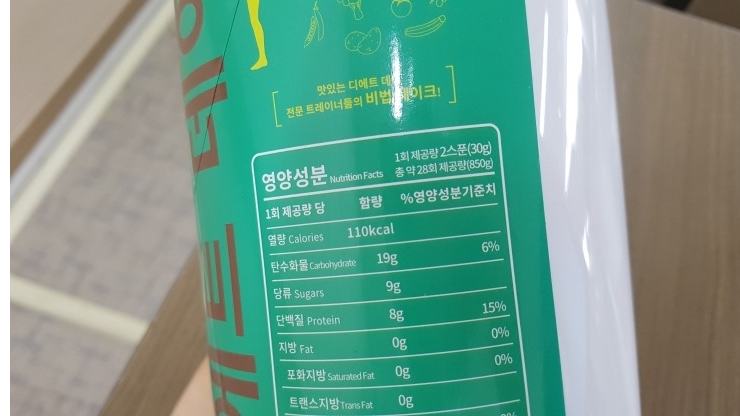 맛있는 디에트 데
전문 트레이너들의 비법 쉐이크!
영양성분 Nutrition Facts
1회 제공량 2스푼(30g)
총 약 28회 제공량(850g)
1회 제공량 당 함량 %영양성분기준치
열량 Calories 110kcal
탄수화물 Carbohydrate 19g 6%
당류 Sugars 9g
단백질 Protein 8g 15%
지방 Fat 0g 0%
포화지방 Saturated Fat 0g 0%
트랜스지방 Trans Fat 0g